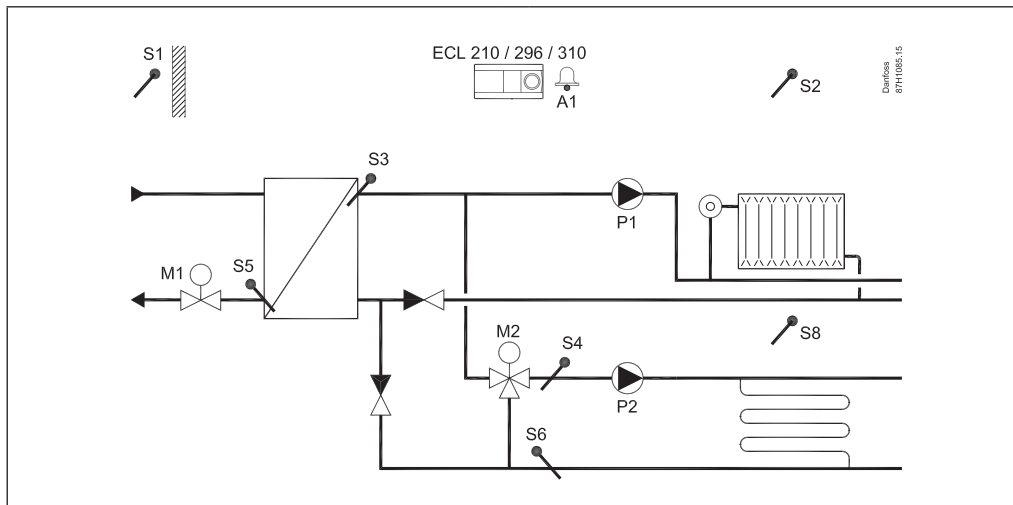 S1
ECL 210 / 296 / 310
A1
S2
Danfoss
87H1085.15
S3
P1
M1
S5
M2
S4
S8
P2
S6